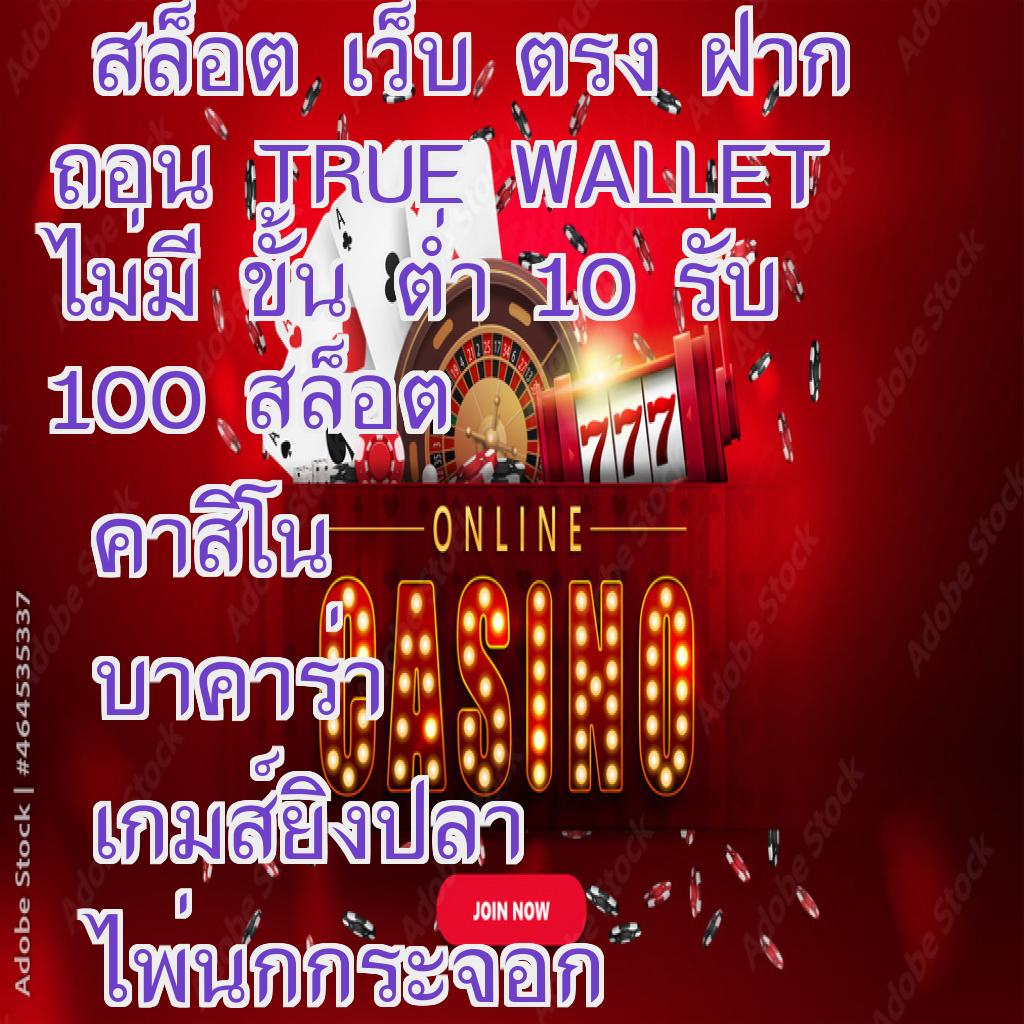 สล็อต เว็บ ตรง ฝาก
ถอุน TRUE WALLET
ไม่มี ขั้น ต่ำ 10 รับ
100 สล็อต
คาสิโน
ONLINE
CASINO
บาคาร่า
เกมส์ยิงปลา
JOIN NOW
ไพ่นกกระจอก
777
Adobe Stock | #464535337